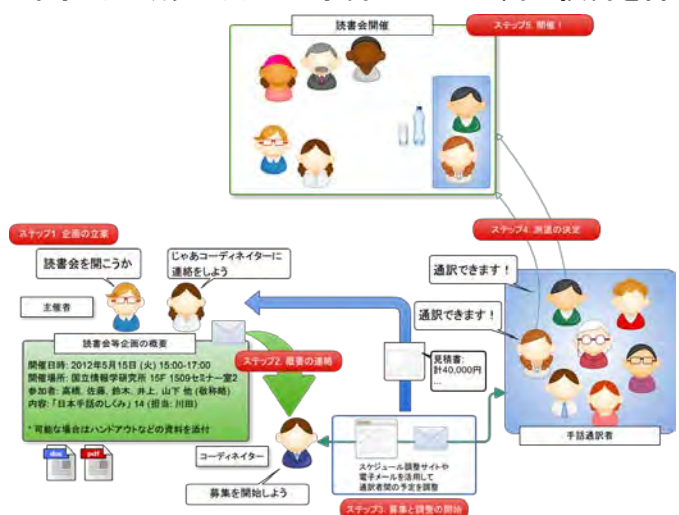 読書会開催
ステップ5. 開催！
ステップ1. 企画の立案
読書会を開こうか
じゃあコーディネイターに
連絡をしよう
主催者
読書会等企画の概要
開催日時: 2012年5月15日 (火) 15:00-17:00
開催場所: 国立情報学研究所 15F 1509セミナー室2
参加者: 高橋, 佐藤, 鈴木, 井上, 山下 他 (敬称略)
内容: 「日本手話のしくみ」 14 (担当: 川田)
* 可能な場合はハンドアウトなどの資料を添付
doc
pdf
ステップ2. 概要の連絡
コーディネイター
募集を開始しよう
見積書:
計40,000円
...
スケジュール調整サイトや
電子メールを活用して
通訳者間の予定を調整
ステップ3. 募集と調整の開始
ステップ4. 派遣の決定
通訳できます！
通訳できます！
手話通訳者